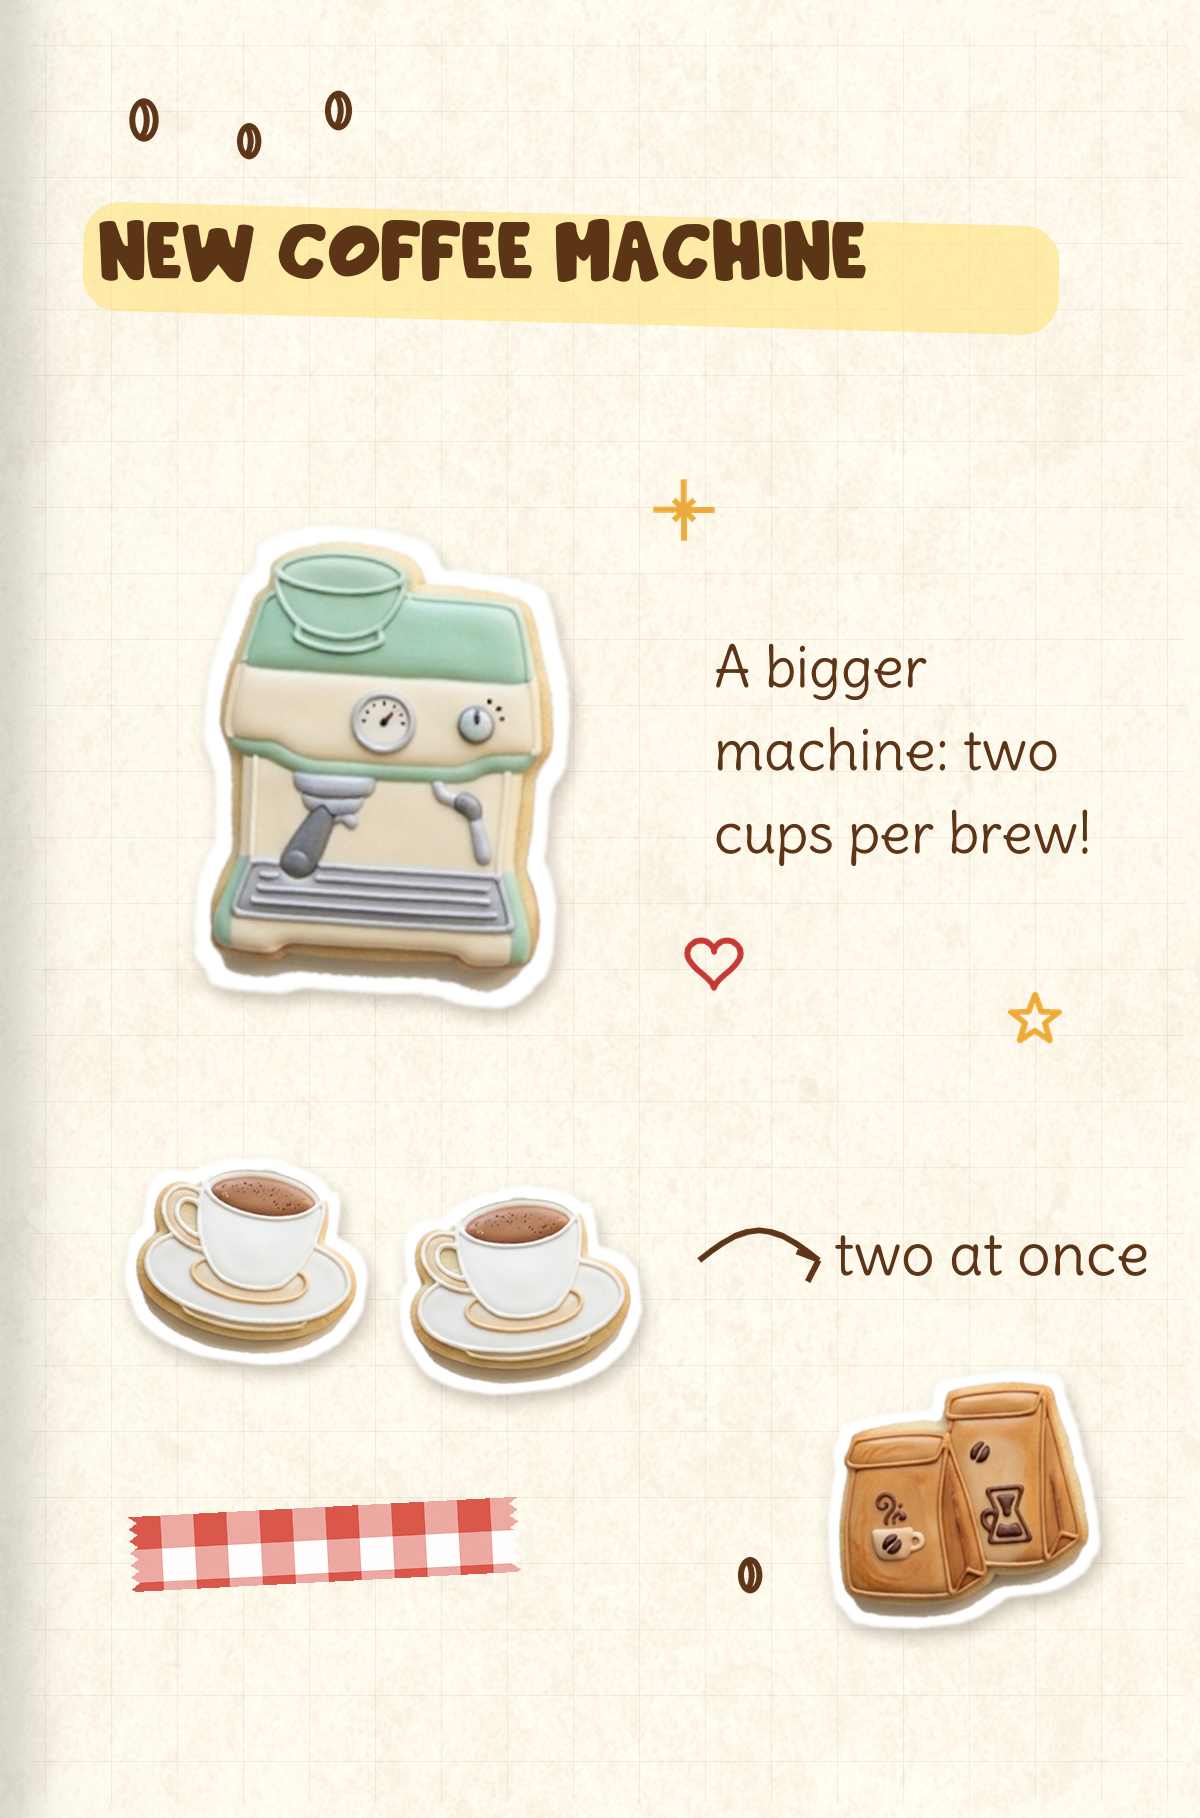 NEW COFFEE MACHINE
A bigger
machine: two
cups per brew!
two at once